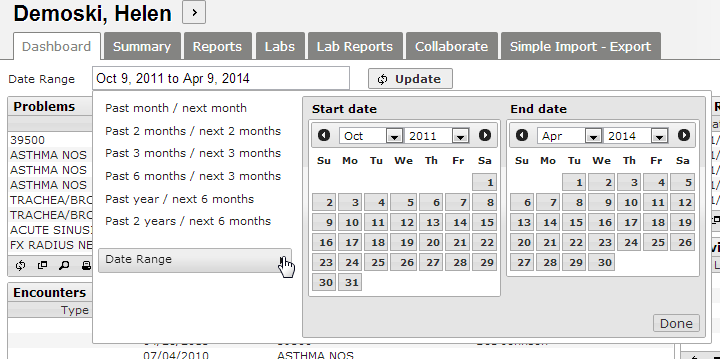 Demoski, Helen
Dashboard Summary Reports Labs Lab Reports Collaborate Simple Import - Export
Date Range Oct 9, 2011 to Apr 9, 2014 Update
Problems
39500
ASTHMA NOS
ASTHMA NOS
ASTHMA NOS
TRACHEA/BRO
TRACHEA/BRO
ACUTE SINUSI
FX RADIUS NE
Encounters
Type
Past month / next month
Past 2 months / next 2 months
Past 3 months / next 3 months
Past 6 months / next 3 months
Past year / next 6 months
Past 2 years / next 6 months
Date Range
Start date
Oct 2011
Su Mo Tu We Th Fr Sa
1
2 3 4 5 6 7 8
9 10 11 12 13 14 15
16 17 18 19 20 21 22
23 24 25 26 27 28 29
30 31
End date
Apr 2014
Su Mo Tu We Th Fr Sa
1 2 3 4 5
6 7 8 9 10 11 12
13 14 15 16 17 18 19
20 21 22 23 24 25 26
27 28 29 30
Done
07/04/2010 ASTHMA NOS